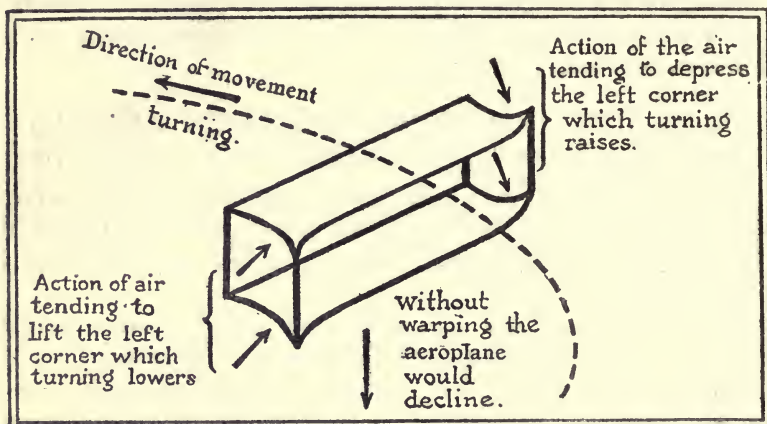 Direction of movement
turning.
Action of the air
tending to depress
the left corner
which turning
raises.
Action of air
tending to
lift the left
corner which
turning lowers
Without
warping the
aeroplane
would
decline.